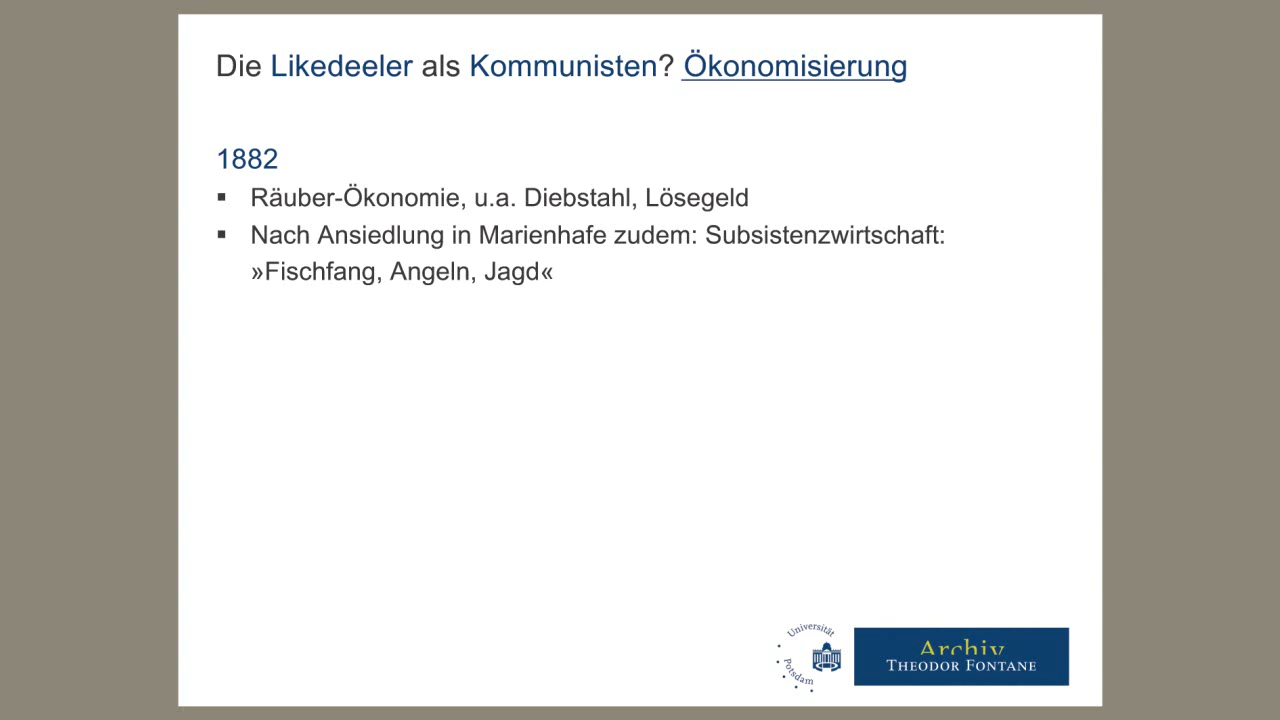 Die Likedeeler als Kommunisten? Ökonomisierung
1882
▪ Räuber-Ökonomie, u.a. Diebstahl, Lösegeld
▪ Nach Ansiedlung in Marienhafe zudem: Subsistenzwirtschaft:
»Fischfang, Angeln, Jagd«
Universität
Potsdam
Archiv
THEODOR FONTANE